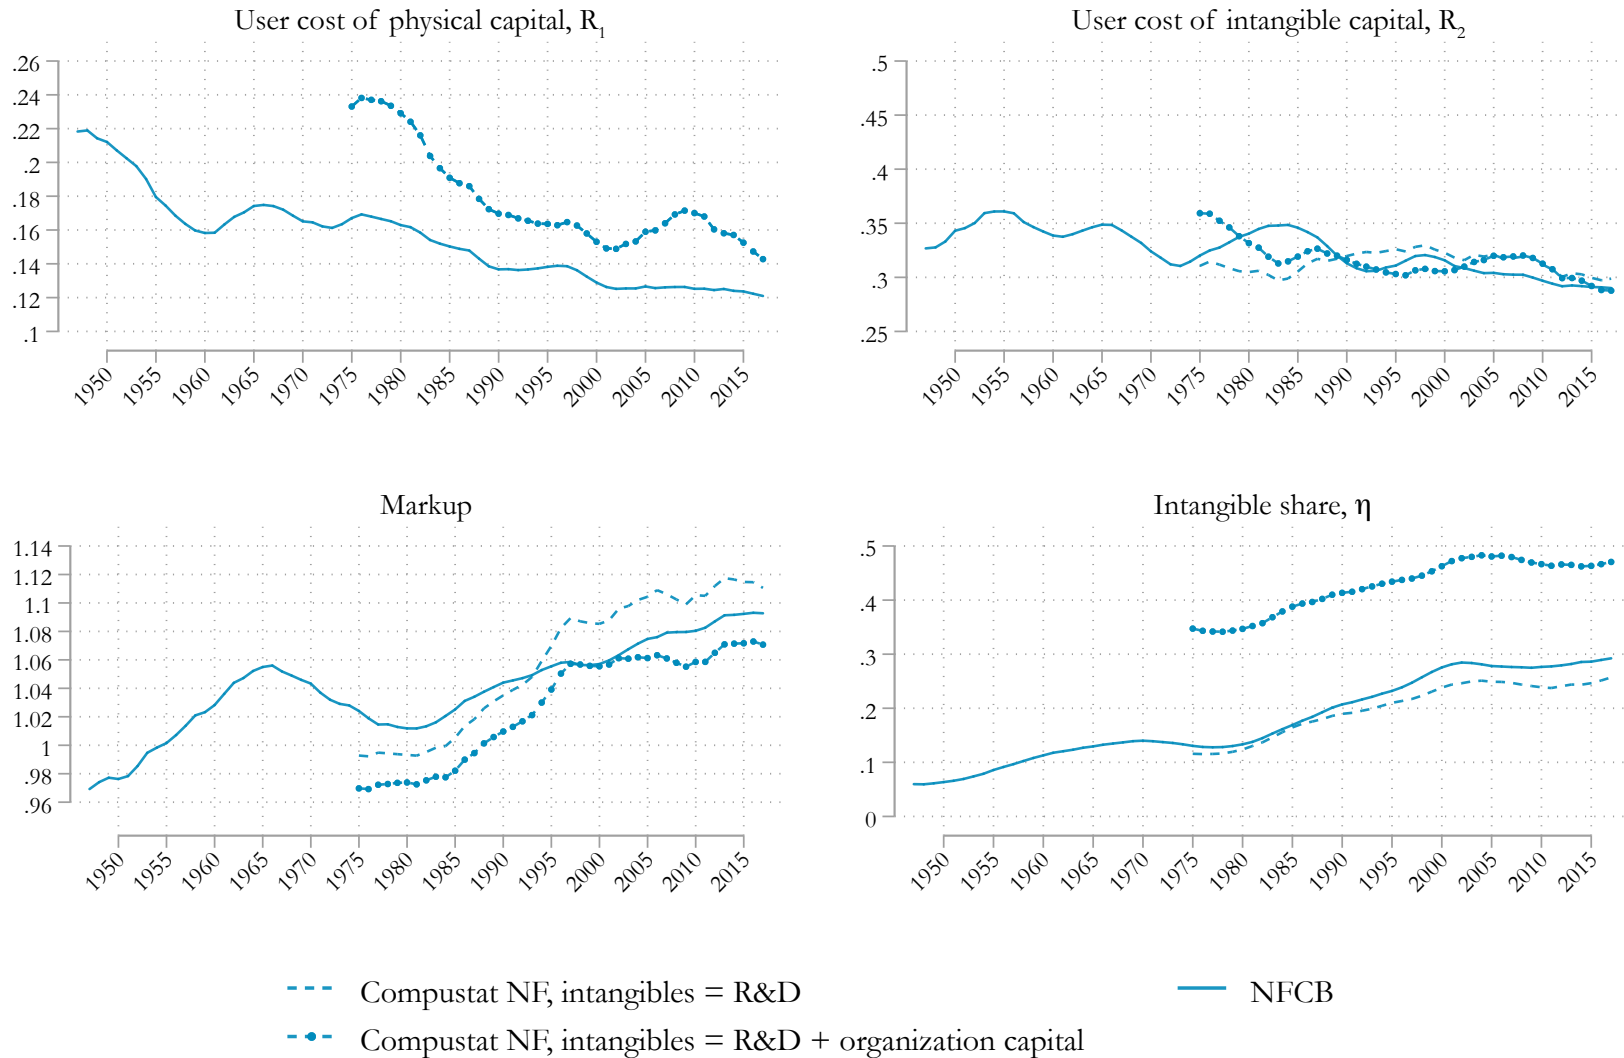 User cost of physical capital, R1
.26
.24
.22
.2
.18
.16
.14
.12
.1
1950 1955 1960 1965 1970 1975 1980 1985 1990 1995 2000 2005 2010 2015
User cost of intangible capital, R2
.5
.45
.4
.35
.3
.25
1950 1955 1960 1965 1970 1975 1980 1985 1990 1995 2000 2005 2010 2015
Markup
1.14
1.12
1.1
1.08
1.06
1.04
1.02
1
.98
.96
1950 1955 1960 1965 1970 1975 1980 1985 1990 1995 2000 2005 2010 2015
Intangible share, η
.5
.4
.3
.2
.1
0
1950 1955 1960 1965 1970 1975 1980 1985 1990 1995 2000 2005 2010 2015
Compustat NF, intangibles = R&D
NFCB
Compustat NF, intangibles = R&D + organization capital